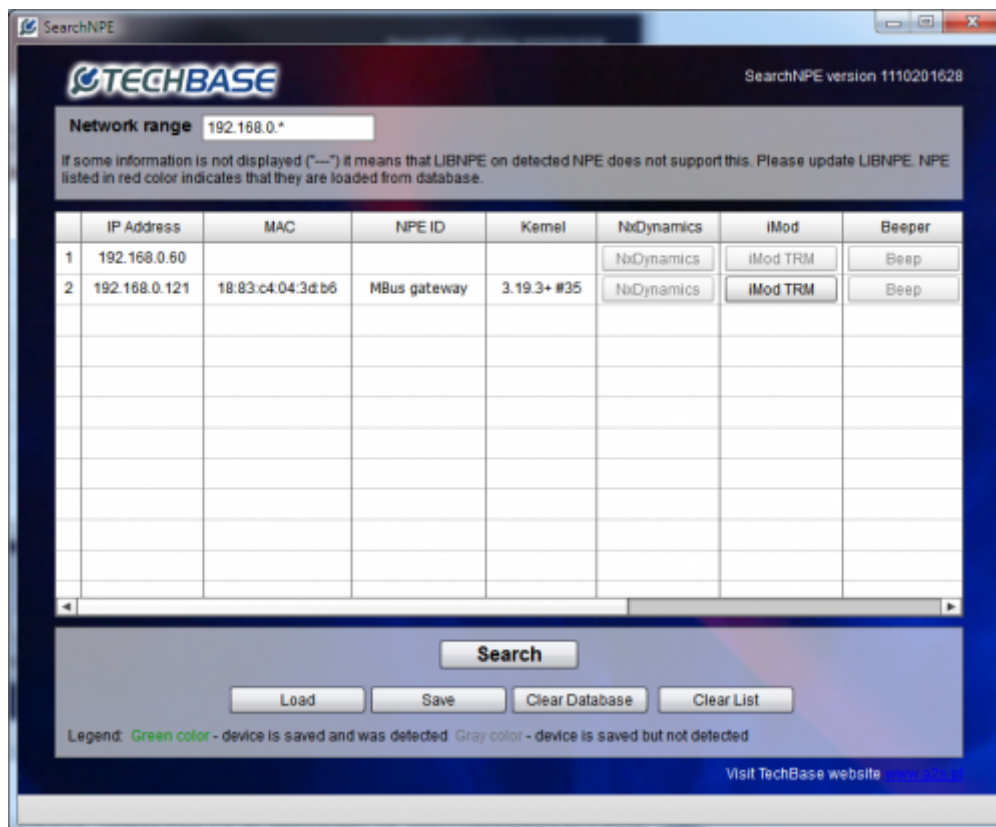 SearchNPE
TECHBASE
SearchNPE version 1110201628
Network range 192.168.0.*
If some information is not displayed ("---") it means that LIBNPE on detected NPE does not support this. Please update LIBNPE. NPE
listed in red color indicates that they are loaded from database.
IP Address MAC NPE ID Kernel NxDynamics iMod Beeper
1 192.168.0.60 NxDynamics iMod TRM Beep
2 192.168.0.121 18:83:c4:04:3d:b6 MBus gateway 3.19.3+ #35 NxDynamics iMod TRM Beep
Search
Load Save Clear Database Clear List
Legend: Green color - device is saved and was detected Gray color - device is saved but not detected
Visit TechBase website www.a2s.pl